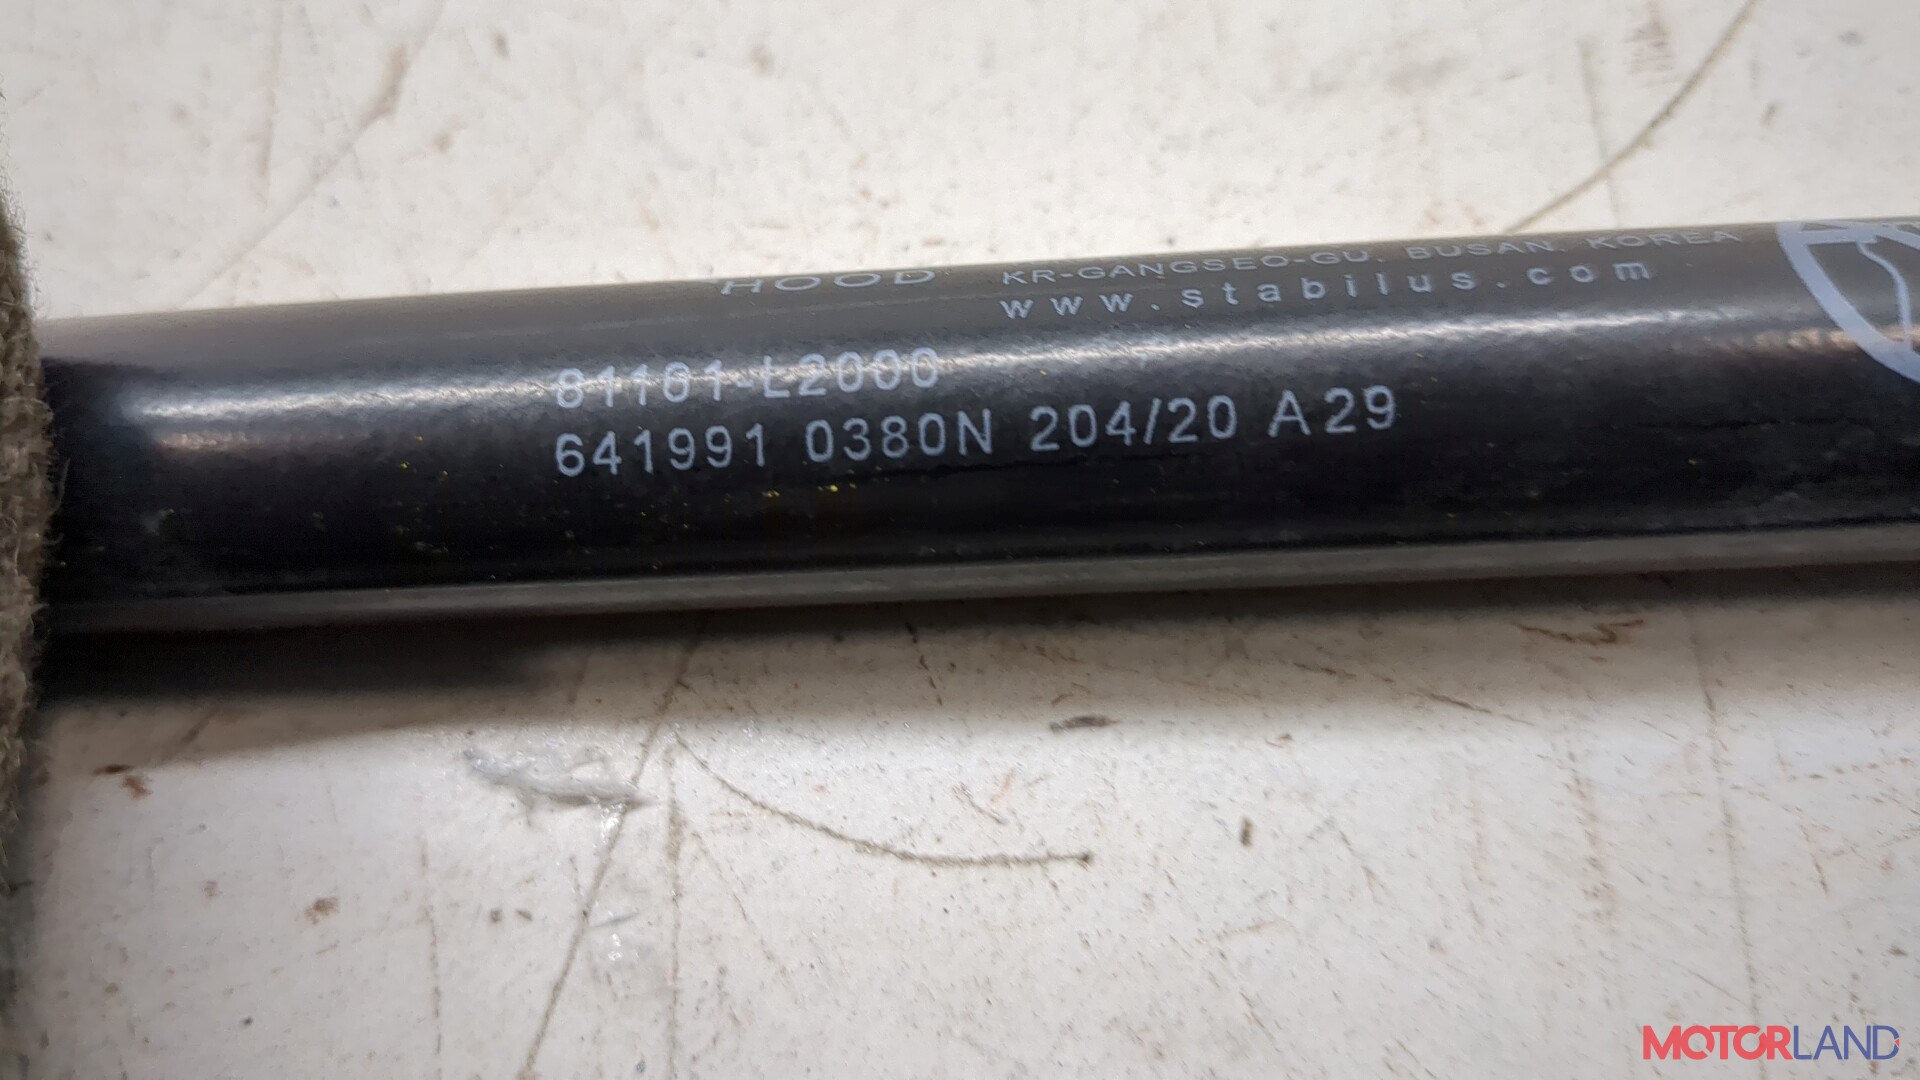 HOOD
KR-GANGSEO-GU. BUSAN. KOREA
www.stabilus.com
81161-L2000
641991 0380N 204/20 A29
MOTORLAND